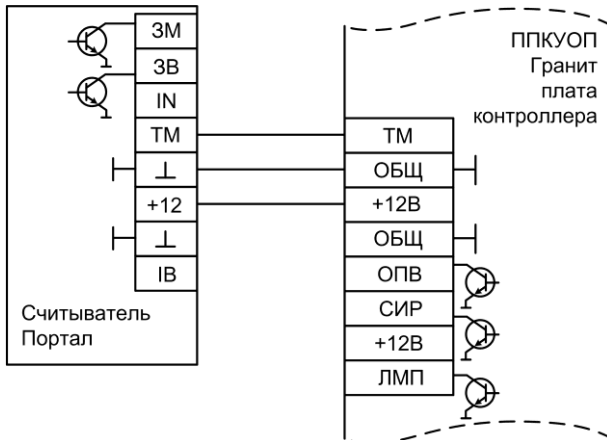 ЗМ
ЗВ
IN
ТМ
⊥
+12
⊥
IB
Считыватель
Портал
ППКУОП
Гранит
плата
контроллера
ТМ
ОБЩ
+12В
ОБЩ
ОПВ
СИР
+12В
ЛМП